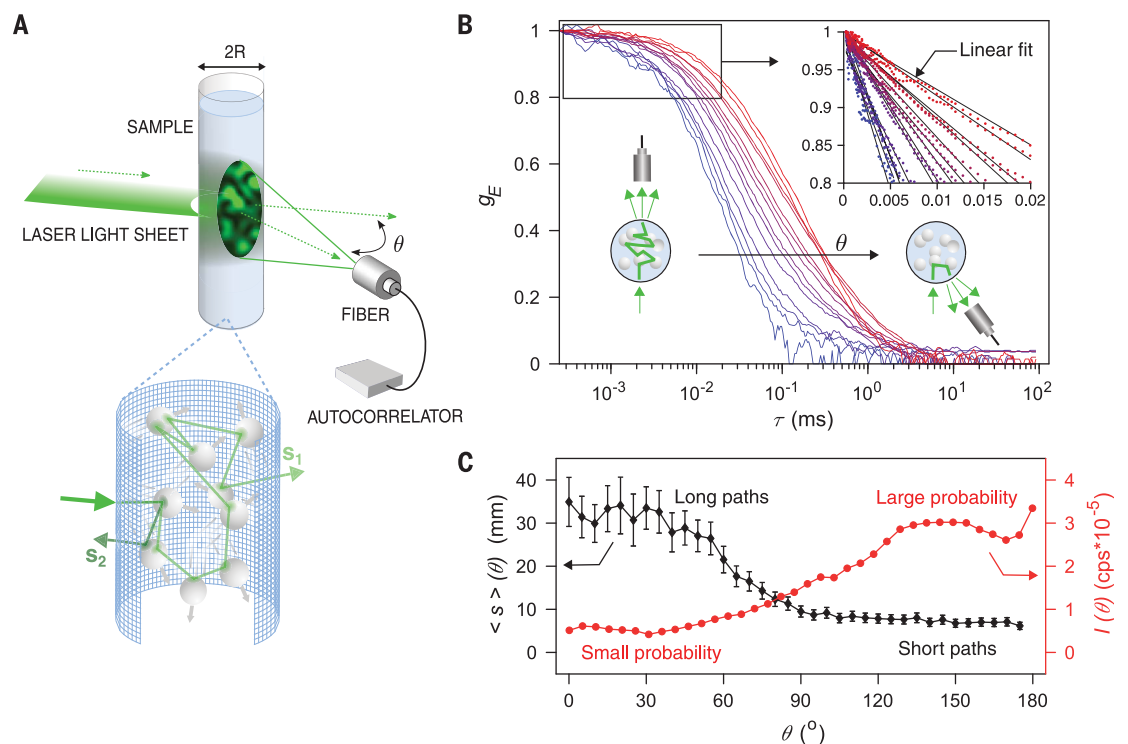 A
2R
SAMPLE
LASER LIGHT SHEET
θ
FIBER
AUTOCORRELATOR
s₁
s₂
B
g_E
1
0.8
0.6
0.4
0.2
0
10⁻³
10⁻²
10⁻¹
10⁰
10¹
10²
τ (ms)
θ
Linear fit
1
0.95
0.9
0.85
0.8
0
0.005
0.01
0.015
0.02
C
< s > (θ) (mm)
40
30
20
10
0
Long paths
Large probability
Small probability
Short paths
4
3
2
1
0
I (θ) (cps*10⁻⁵)
0
30
60
90
120
150
180
θ (°)